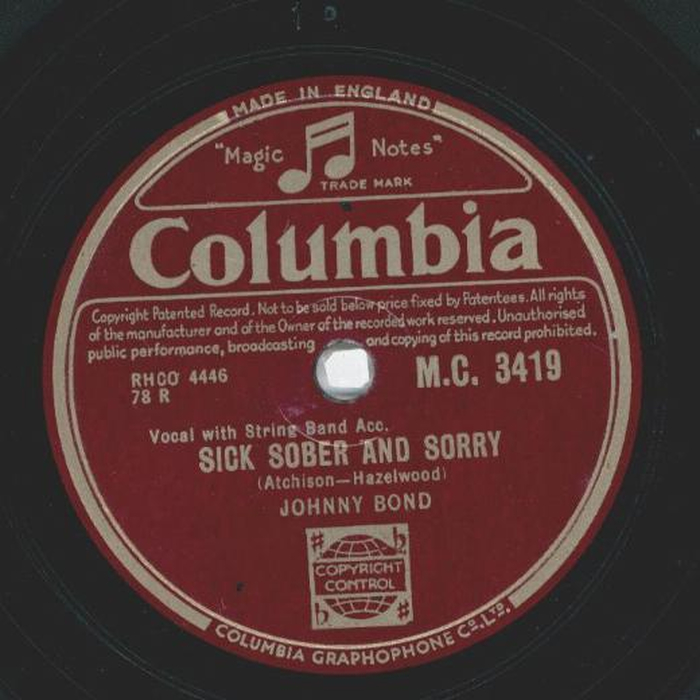 MADE IN ENGLAND
"Magic Notes"
TRADE MARK
Columbia
Copyright Patented Record. Not to be sold below price fixed by Patentees. All rights
of the manufacturer and of the Owner of the recorded work reserved. Unauthorised
public performance, broadcasting and copying of this record prohibited.
RHCO 4446
M.C. 3419
78 R
Vocal with String Band Acc.
SICK SOBER AND SORRY
(Atchison—Hazelwood)
JOHNNY BOND
COPYRIGHT
CONTROL
COLUMBIA GRAPHOPHONE Co. LTD.